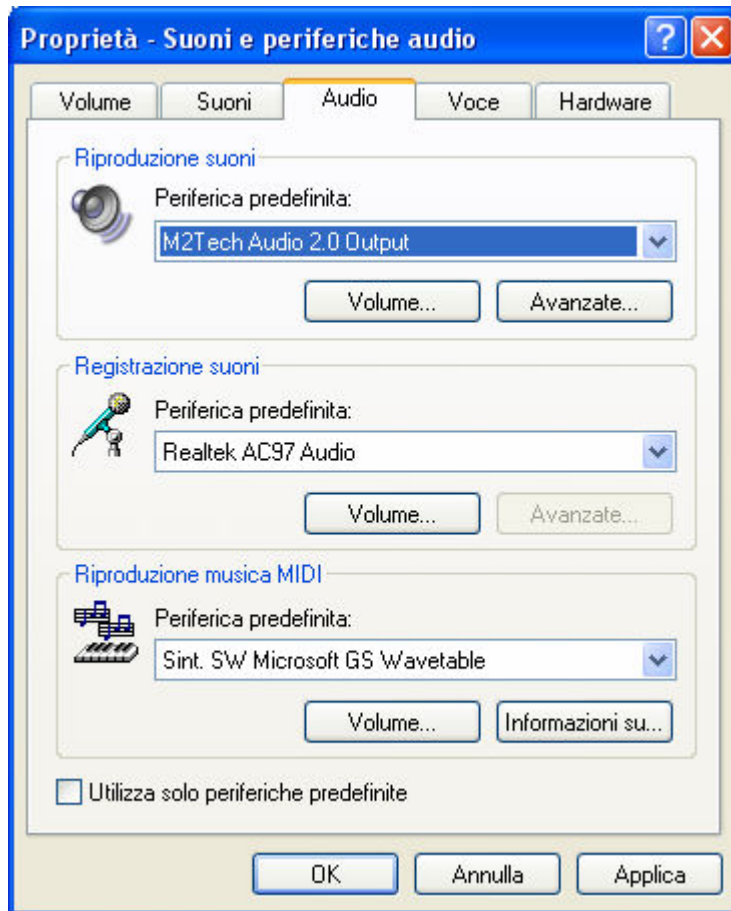 Proprietà - Suoni e periferiche audio
Volume Suoni Audio Voce Hardware
Riproduzione suoni
Periferica predefinita:
M2Tech Audio 2.0 Output
Volume... Avanzate...
Registrazione suoni
Periferica predefinita:
Realtek AC97 Audio
Volume... Avanzate...
Riproduzione musica MIDI
Periferica predefinita:
Sint. SW Microsoft GS Wavetable
Volume... Informazioni su...
Utilizza solo periferiche predefinite
OK Annulla Applica